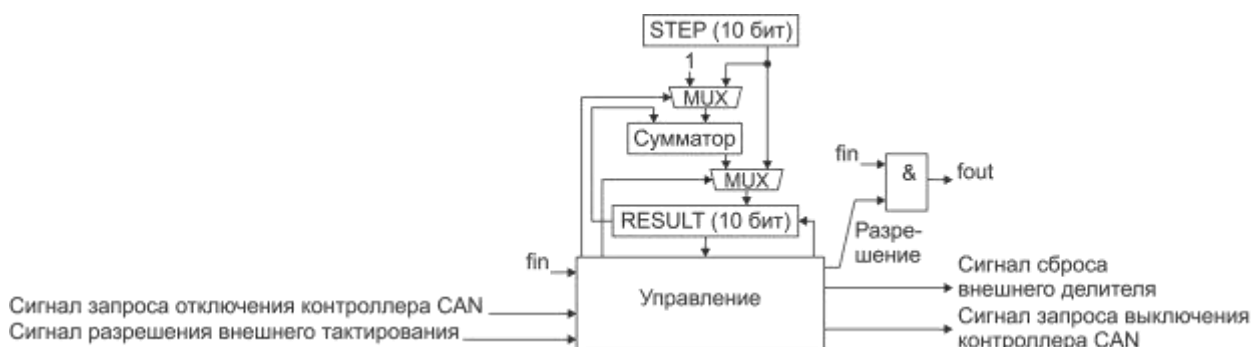 STEP (10 бит)
1
MUX
Сумматор
MUX
RESULT (10 бит)
fin
&
fout
Разре-
шение
fin
Управление
Сигнал запроса отключения контроллера CAN
Сигнал разрешения внешнего тактирования
Сигнал сброса
внешнего делителя
Сигнал запроса выключения
контроллера CAN